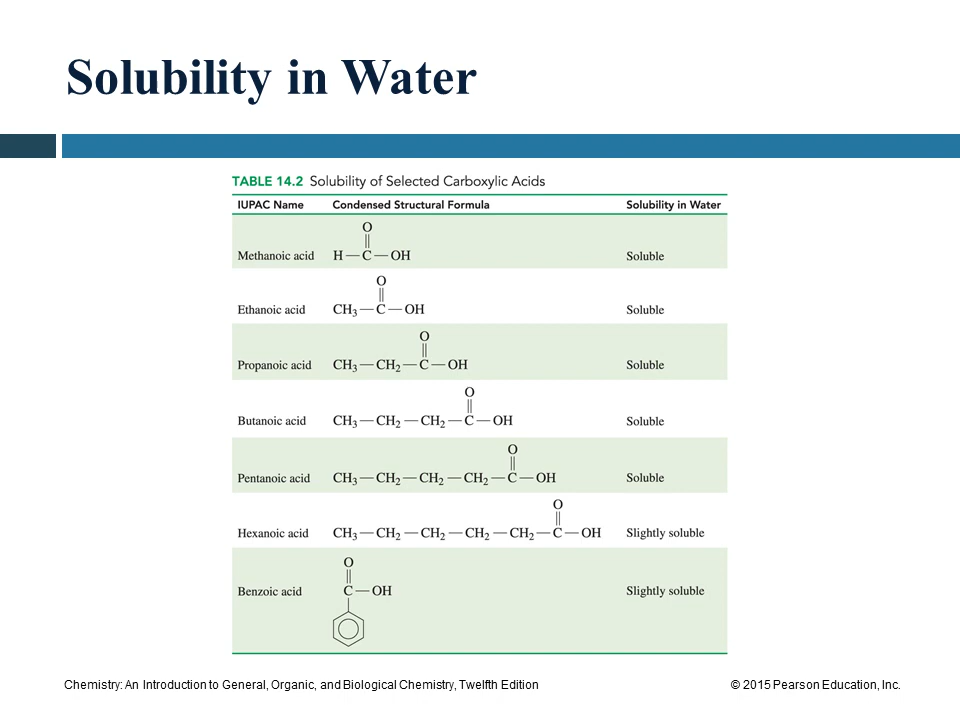 Solubility in Water
TABLE 14.2 Solubility of Selected Carboxylic Acids
IUPAC Name Condensed Structural Formula Solubility in Water
O
||
Methanoic acid H—C—OH Soluble
O
||
Ethanoic acid CH₃—C—OH Soluble
O
||
Propanoic acid CH₃—CH₂—C—OH Soluble
O
||
Butanoic acid CH₃—CH₂—CH₂—C—OH Soluble
O
||
Pentanoic acid CH₃—CH₂—CH₂—CH₂—C—OH Soluble
O
||
Hexanoic acid CH₃—CH₂—CH₂—CH₂—CH₂—C—OH Slightly soluble
O
||
Benzoic acid C—OH Slightly soluble
Chemistry: An Introduction to General, Organic, and Biological Chemistry, Twelfth Edition © 2015 Pearson Education, Inc.